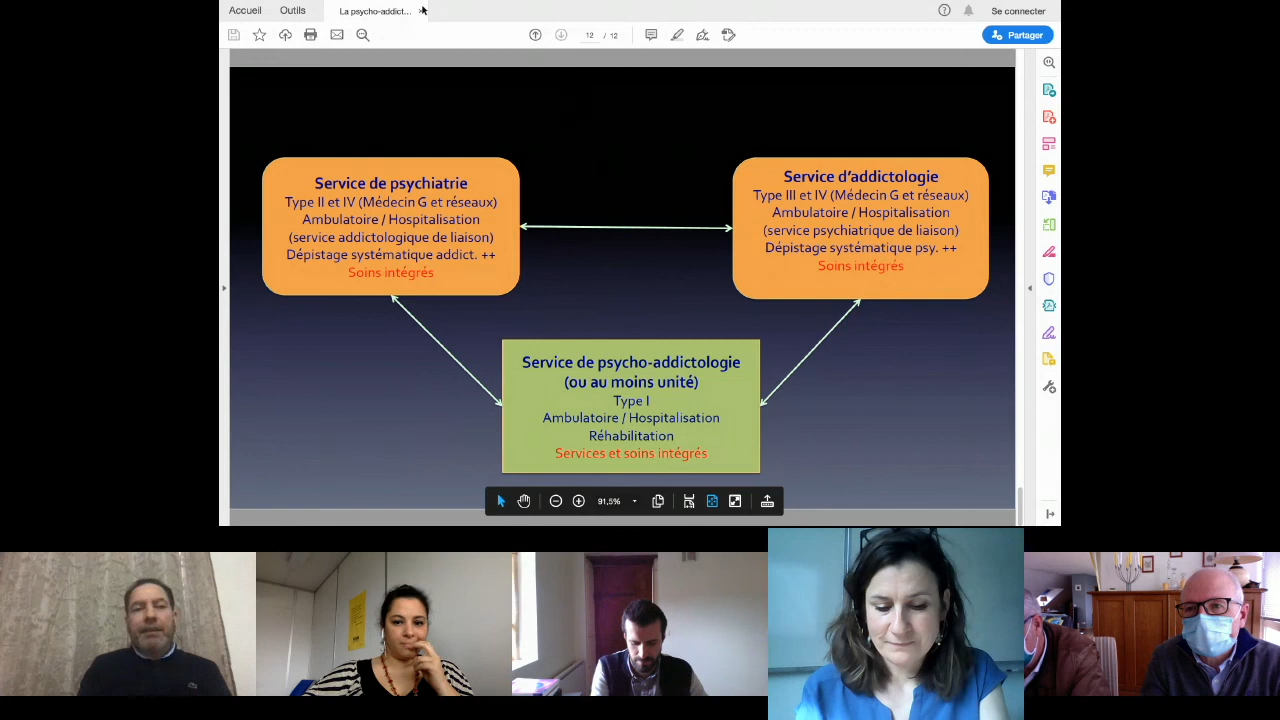 Accueil
Outils
La psycho-addict...
Se connecter
12 / 12
Partager
Service de psychiatrie
Type II et IV (Médecin G et réseaux)
Ambulatoire / Hospitalisation
(service addictologique de liaison)
Dépistage systématique addict. ++
Soins intégrés
Service d'addictologie
Type III et IV (Médecin G et réseaux)
Ambulatoire / Hospitalisation
(service psychiatrique de liaison)
Dépistage systématique psy. ++
Soins intégrés
Service de psycho-addictologie
(ou au moins unité)
Type I
Ambulatoire / Hospitalisation
Réhabilitation
Services et soins intégrés
91,5%